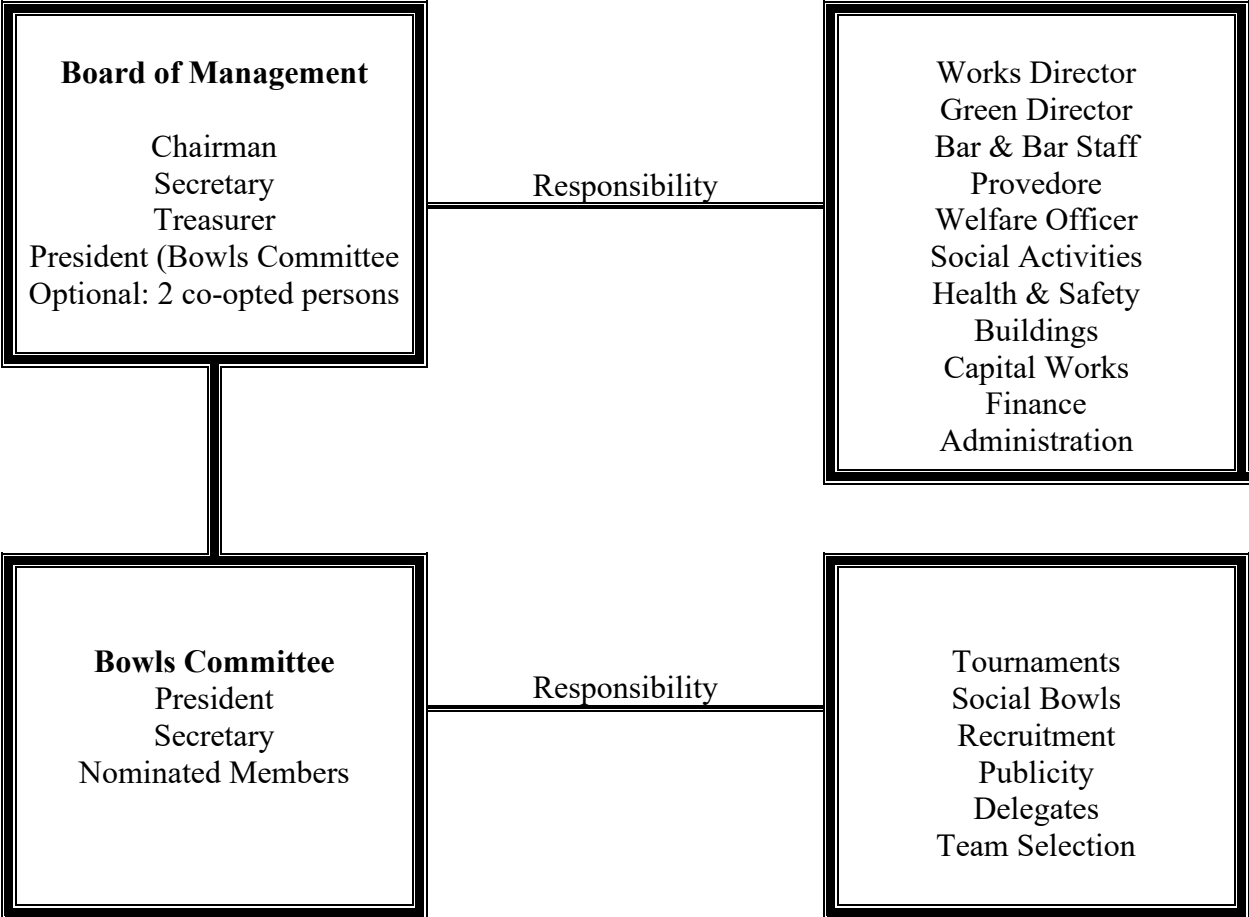 Board of Management
Chairman
Secretary
Treasurer
President (Bowls Committee
Optional: 2 co-opted persons
Responsibility
Works Director
Green Director
Bar & Bar Staff
Provedore
Welfare Officer
Social Activities
Health & Safety
Buildings
Capital Works
Finance
Administration
Bowls Committee
President
Secretary
Nominated Members
Responsibility
Tournaments
Social Bowls
Recruitment
Publicity
Delegates
Team Selection